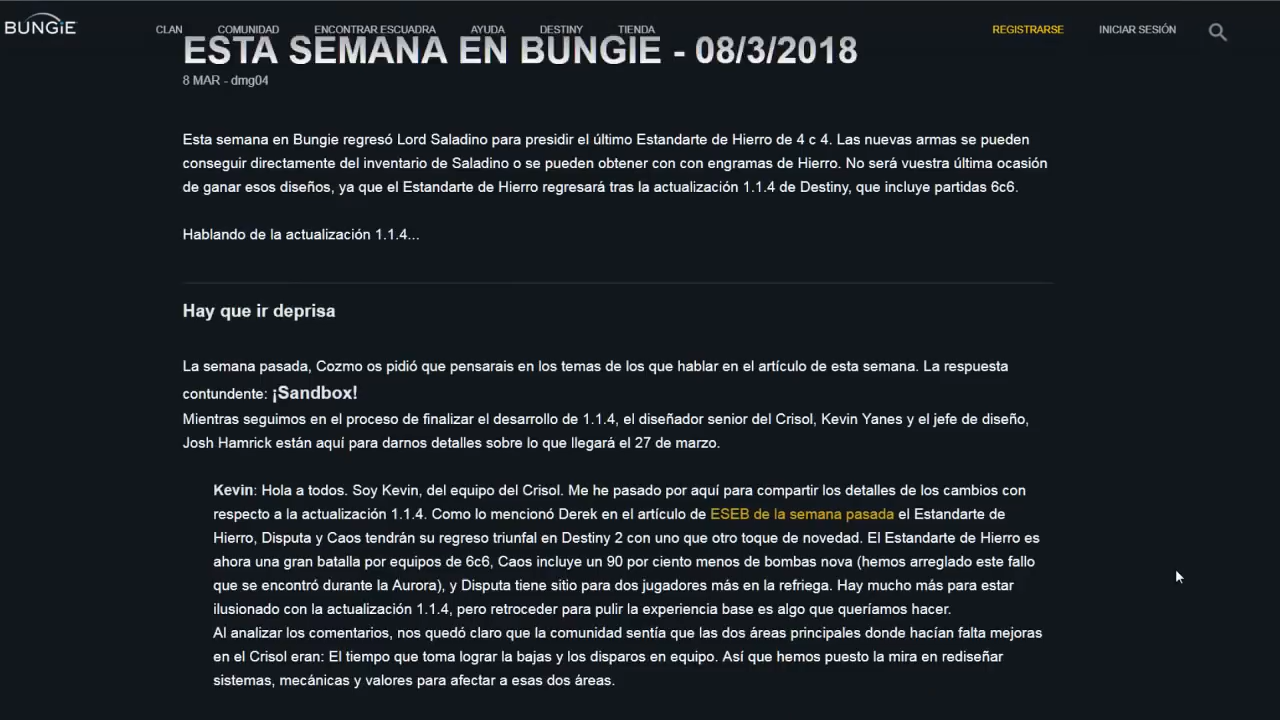 BUNGiE
CLAN COMUNIDAD ENCONTRAR ESCUADRA AYUDA DESTINY TIENDA REGISTRARSE INICIAR SESIÓN
ESTA SEMANA EN BUNGIE - 08/3/2018
8 MAR - dmg04
Esta semana en Bungie regresó Lord Saladino para presidir el último Estandarte de Hierro de 4 c 4. Las nuevas armas se pueden
conseguir directamente del inventario de Saladino o se pueden obtener con con engramas de Hierro. No será vuestra última ocasión
de ganar esos diseños, ya que el Estandarte de Hierro regresará tras la actualización 1.1.4 de Destiny, que incluye partidas 6c6.
Hablando de la actualización 1.1.4...
Hay que ir deprisa
La semana pasada, Cozmo os pidió que pensarais en los temas de los que hablar en el artículo de esta semana. La respuesta
contundente: ¡Sandbox!
Mientras seguimos en el proceso de finalizar el desarrollo de 1.1.4, el diseñador senior del Crisol, Kevin Yanes y el jefe de diseño,
Josh Hamrick están aquí para darnos detalles sobre lo que llegará el 27 de marzo.
Kevin: Hola a todos. Soy Kevin, del equipo del Crisol. Me he pasado por aquí para compartir los detalles de los cambios con
respecto a la actualización 1.1.4. Como lo mencionó Derek en el artículo de ESEB de la semana pasada el Estandarte de
Hierro, Disputa y Caos tendrán su regreso triunfal en Destiny 2 con uno que otro toque de novedad. El Estandarte de Hierro es
ahora una gran batalla por equipos de 6c6, Caos incluye un 90 por ciento menos de bombas nova (hemos arreglado este fallo
que se encontró durante la Aurora), y Disputa tiene sitio para dos jugadores más en la refriega. Hay mucho más para estar
ilusionado con la actualización 1.1.4, pero retroceder para pulir la experiencia base es algo que queríamos hacer.
Al analizar los comentarios, nos quedó claro que la comunidad sentía que las dos áreas principales donde hacían falta mejoras
en el Crisol eran: El tiempo que toma lograr la bajas y los disparos en equipo. Así que hemos puesto la mira en rediseñar
sistemas, mecánicas y valores para afectar a esas dos áreas.